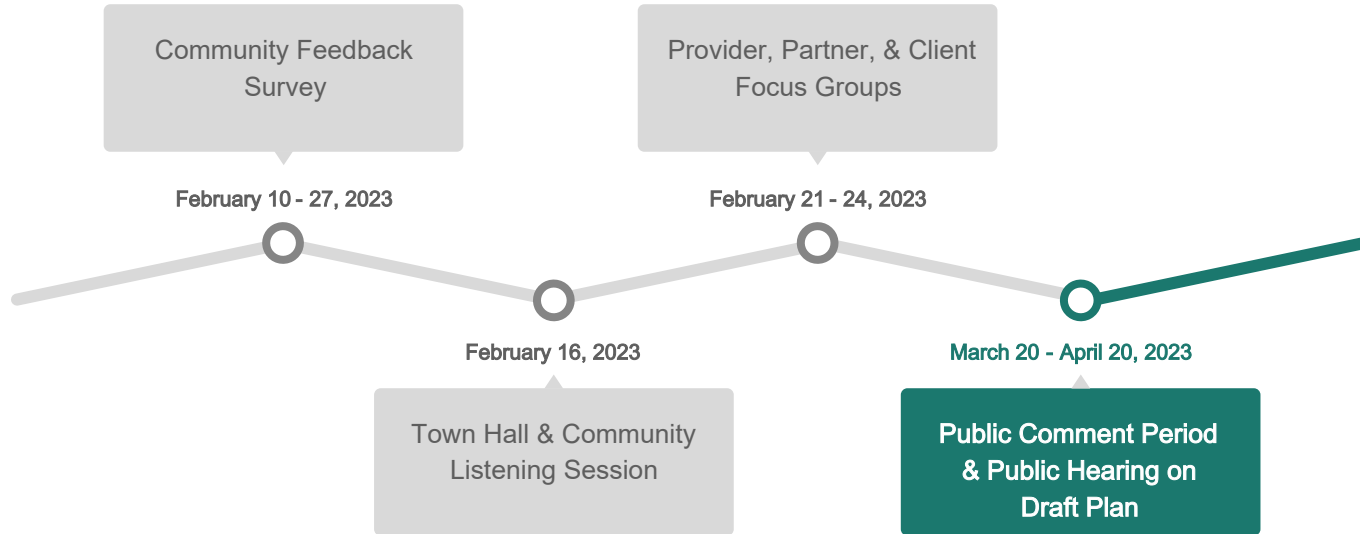 Community Feedback
Survey
February 10 - 27, 2023
February 16, 2023
Town Hall & Community
Listening Session
Provider, Partner, & Client
Focus Groups
February 21 - 24, 2023
March 20 - April 20, 2023
Public Comment Period
& Public Hearing on
Draft Plan